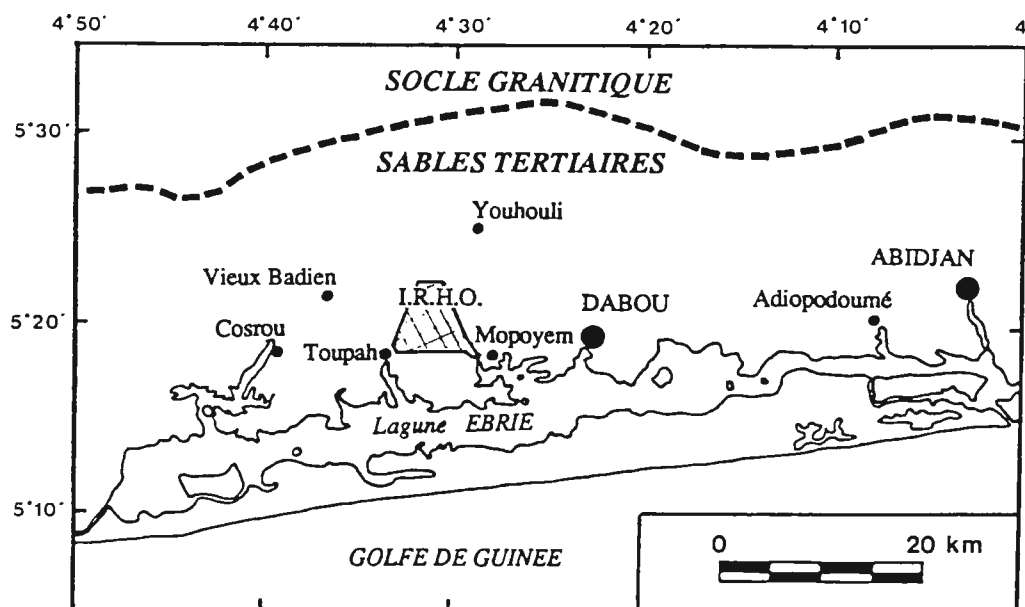 4°50' 4°40' 4°30' 4°20' 4°10' 4
SOCLE GRANITIQUE
5°30'
SABLES TERTIAIRES
Youhouli
ABIDJAN
Vieux Badien
I.R.H.O.
DABOU
Adiopodoumé
5°20'
Cosrou
Toupah
Mopoyem
Lagune EBRIE
5°10'
GOLFE DE GUINEE
0 20 km